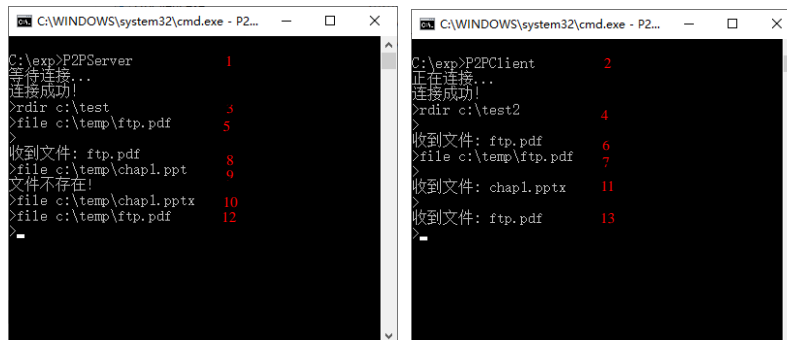 C:\WINDOWS\system32\cmd.exe - P2P...
C:\exp>P2PServer 1
等待连接...
连接成功!
>rdir c:\test 3
>file c:\temp\ftp.pdf 5
>
收到文件: ftp.pdf 8
>file c:\temp\chap1.ppt 9
文件不存在!
>file c:\temp\chap1.pptx 10
>file c:\temp\ftp.pdf 12
>
C:\WINDOWS\system32\cmd.exe - P2...
C:\exp>P2PClient 2
正在连接...
连接成功!
>rdir c:\test2 4
>
收到文件: ftp.pdf 6
>file c:\temp\ftp.pdf 7
>
收到文件: chap1.pptx 11
>
收到文件: ftp.pdf 13
>